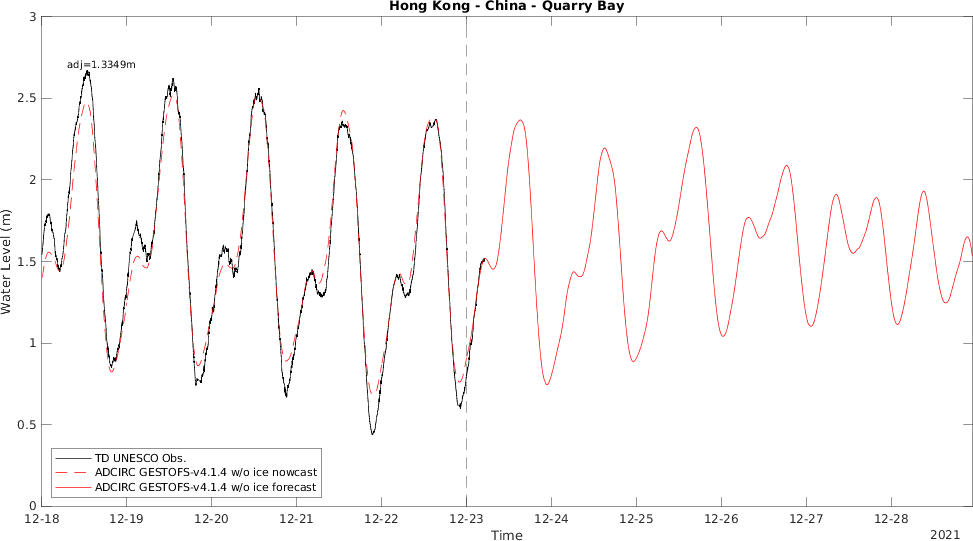 Hong Kong - China - Quarry Bay
adj=1.3349m
3
2.5
2
1.5
1
0.5
0
Water Level (m)
TD UNESCO Obs.
ADCIRC GESTOFS-v4.1.4 w/o ice nowcast
ADCIRC GESTOFS-v4.1.4 w/o ice forecast
12-18 12-19 12-20 12-21 12-22 12-23 12-24 12-25 12-26 12-27 12-28
Time
2021